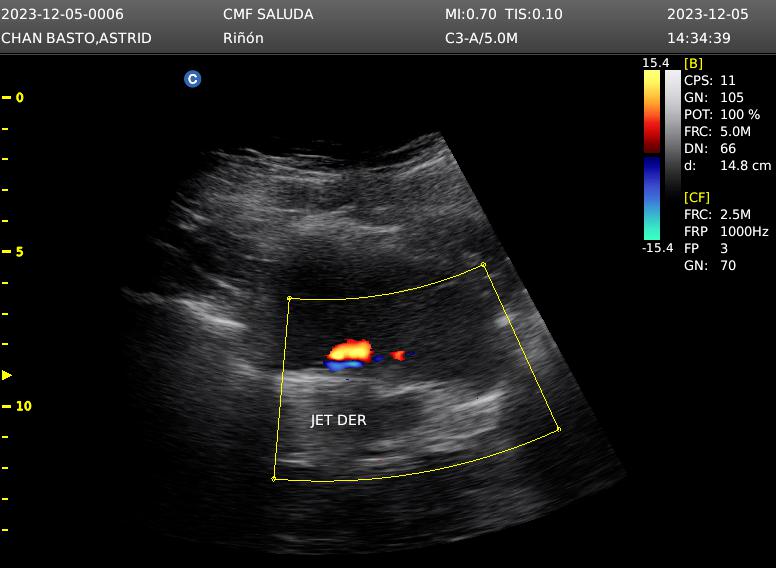 2023-12-05-0006 CMF SALUDA MI:0.70 TIS:0.10 2023-12-05
CHAN BASTO,ASTRID Riñón C3-A/5.0M 14:34:39
15.4 [B]
C
CPS: 11
0
GN: 105
POT: 100 %
FRC: 5.0M
DN: 66
d: 14.8 cm
[CF]
FRC: 2.5M
FRP 1000Hz
-15.4 FP 3
5
GN: 70
10
JET DER